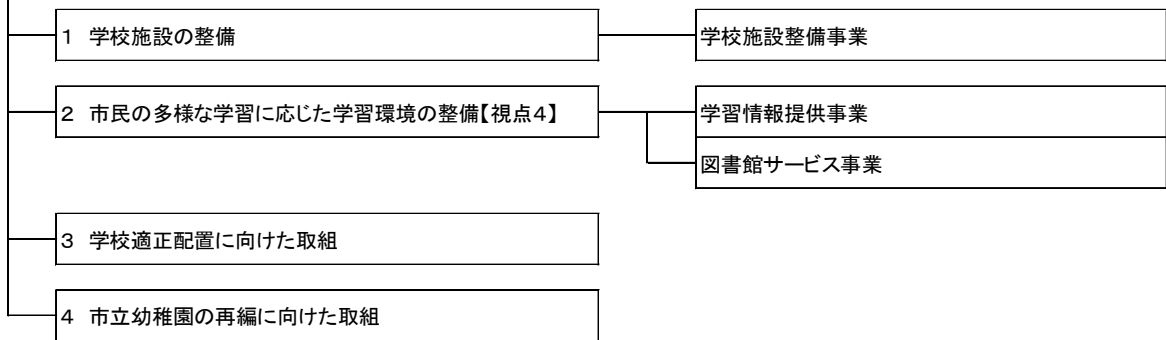 １ 学校施設の整備
学校施設整備事業
２ 市民の多様な学習に応じた学習環境の整備【視点４】
学習情報提供事業
図書館サービス事業
３ 学校適正配置に向けた取組
４ 市立幼稚園の再編に向けた取組